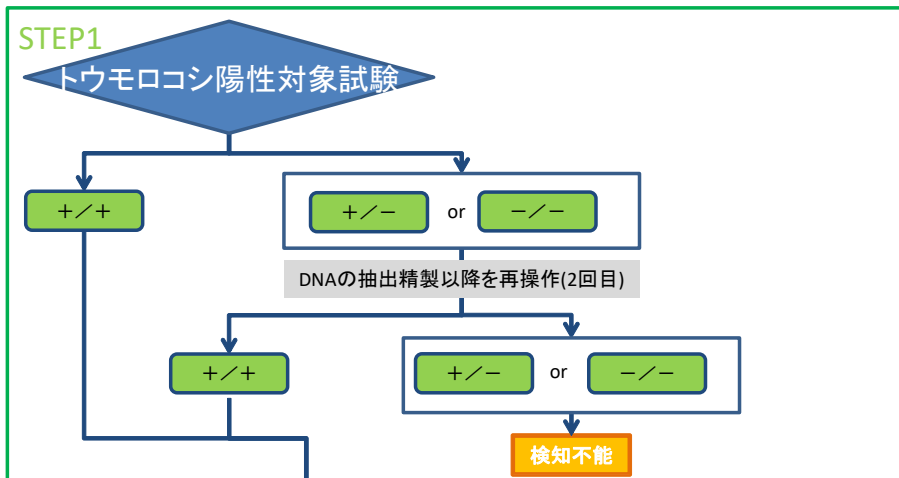 STEP1
トウモロコシ陽性対象試験
＋／＋
＋／－ or －／－
DNAの抽出精製以降を再操作(2回目)
＋／＋
＋／－ or －／－
検知不能